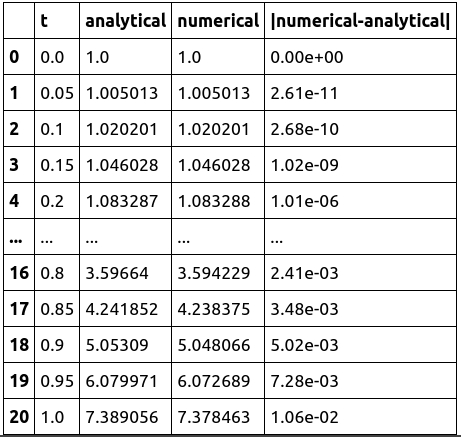 t analytical numerical |numerical-analytical|
0 0.0 1.0 1.0 0.00e+00
1 0.05 1.005013 1.005013 2.61e-11
2 0.1 1.020201 1.020201 2.68e-10
3 0.15 1.046028 1.046028 1.02e-09
4 0.2 1.083287 1.083288 1.01e-06
... ... ... ... ...
16 0.8 3.59664 3.594229 2.41e-03
17 0.85 4.241852 4.238375 3.48e-03
18 0.9 5.05309 5.048066 5.02e-03
19 0.95 6.079971 6.072689 7.28e-03
20 1.0 7.389056 7.378463 1.06e-02